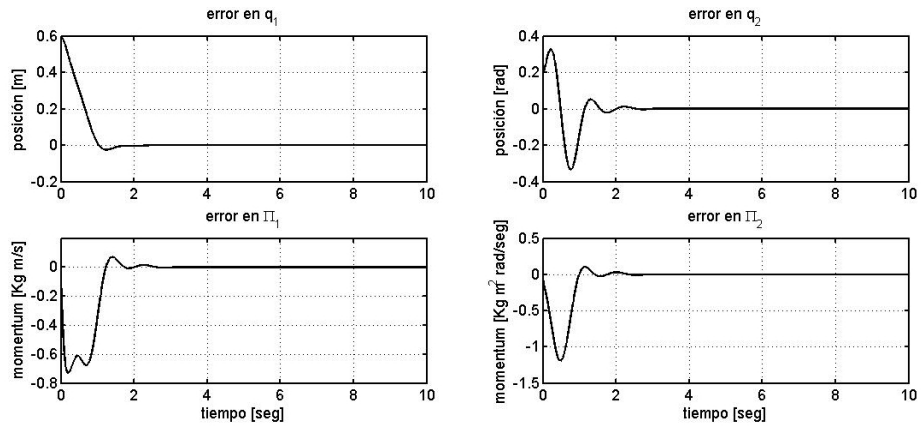 error en q1
posición [m]
0.6
0.4
0.2
0
-0.2
0 2 4 6 8 10
error en q2
posición [rad]
0.4
0.2
0
-0.2
-0.4
0 2 4 6 8 10
error en Π1
momentum [Kg m/s]
0
-0.2
-0.4
-0.6
-0.8
0 2 4 6 8 10
tiempo [seg]
error en Π2
momentum [Kg m² rad/seg]
0.5
0
-0.5
-1
-1.5
0 2 4 6 8 10
tiempo [seg]